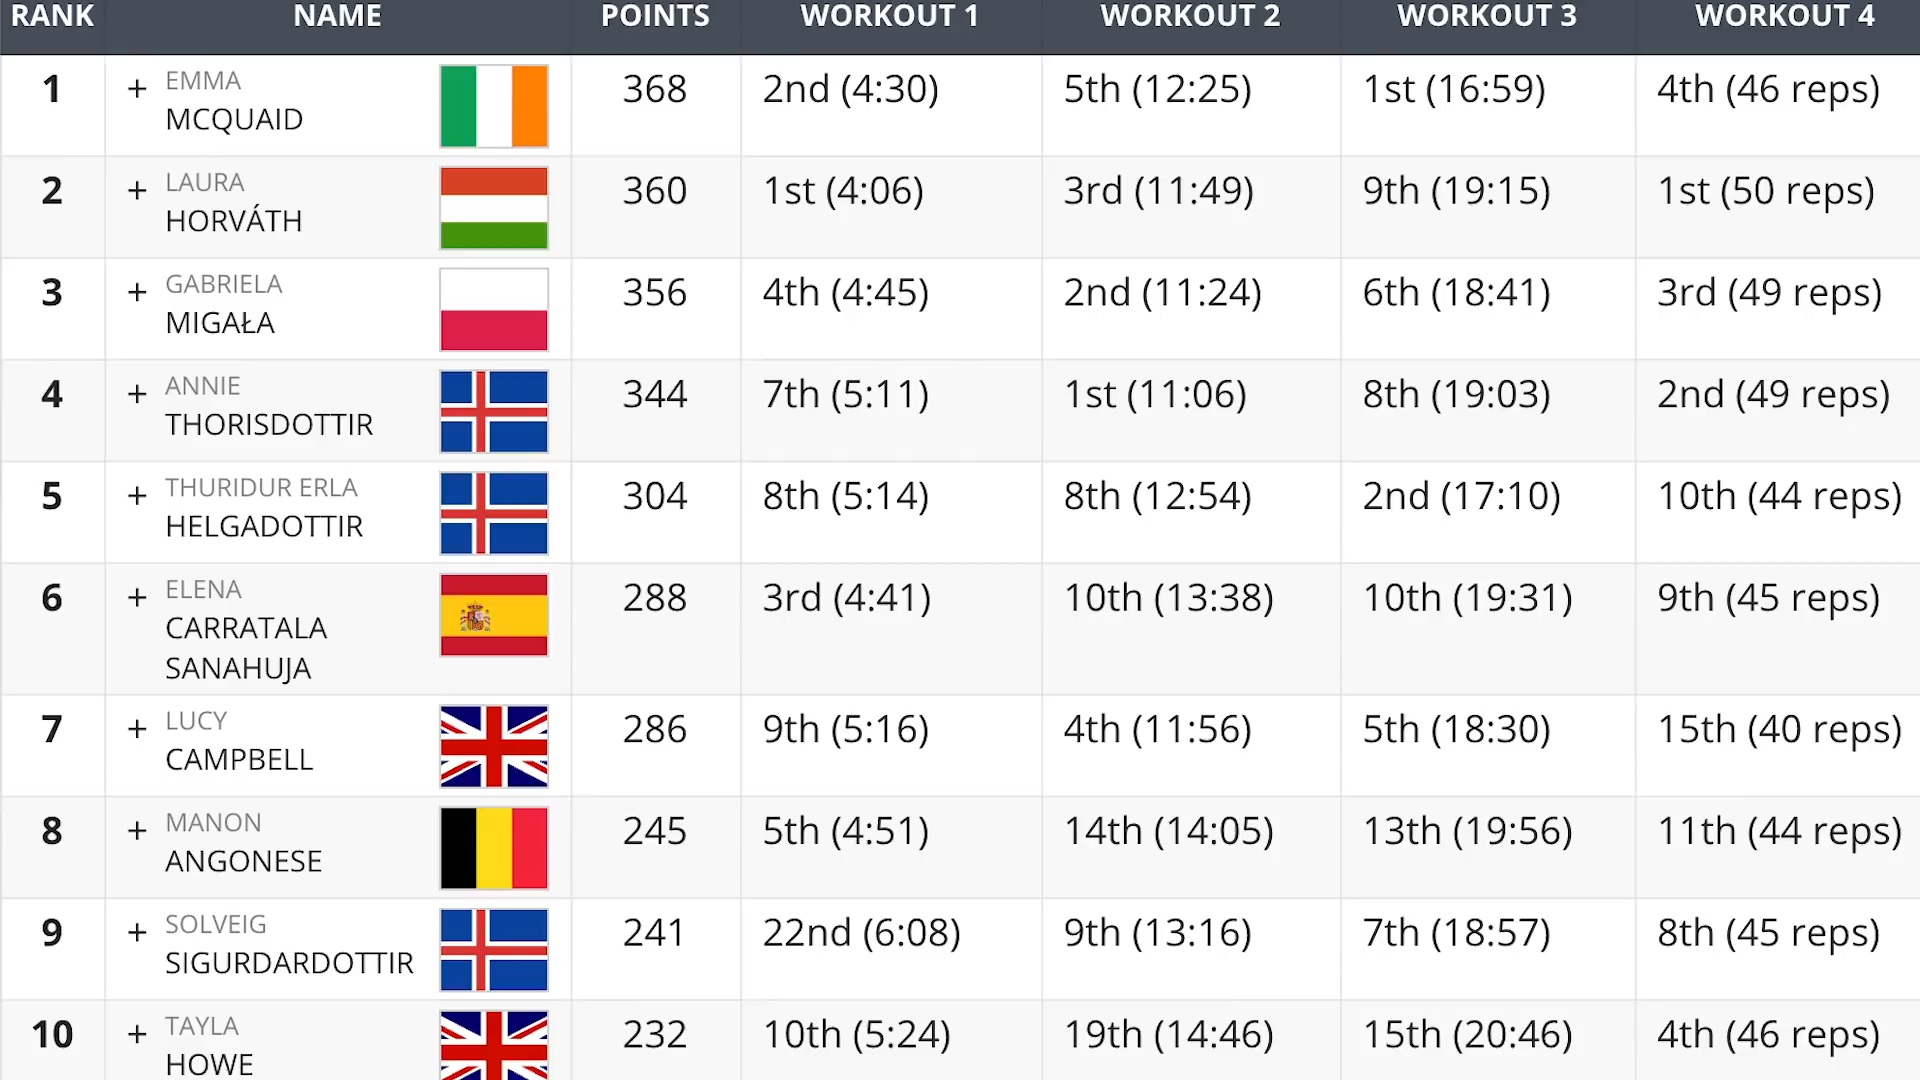 RANK NAME POINTS WORKOUT 1 WORKOUT 2 WORKOUT 3 WORKOUT 4
1 + EMMA 368 2nd (4:30) 5th (12:25) 1st (16:59) 4th (46 reps)
MCQUAID
2 + LAURA 360 1st (4:06) 3rd (11:49) 9th (19:15) 1st (50 reps)
HORVÁTH
3 + GABRIELA 356 4th (4:45) 2nd (11:24) 6th (18:41) 3rd (49 reps)
MIGAŁA
4 + ANNIE 344 7th (5:11) 1st (11:06) 8th (19:03) 2nd (49 reps)
THORISDOTTIR
5 + THURIDUR ERLA 304 8th (5:14) 8th (12:54) 2nd (17:10) 10th (44 reps)
HELGADOTTIR
6 + ELENA 288 3rd (4:41) 10th (13:38) 10th (19:31) 9th (45 reps)
CARRATALA
SANAHUJA
7 + LUCY 286 9th (5:16) 4th (11:56) 5th (18:30) 15th (40 reps)
CAMPBELL
8 + MANON 245 5th (4:51) 14th (14:05) 13th (19:56) 11th (44 reps)
ANGONESE
9 + SOLVEIG 241 22nd (6:08) 9th (13:16) 7th (18:57) 8th (45 reps)
SIGURDARDOTTIR
10 + TAYLA 232 10th (5:24) 19th (14:46) 15th (20:46) 4th (46 reps)
HOWE